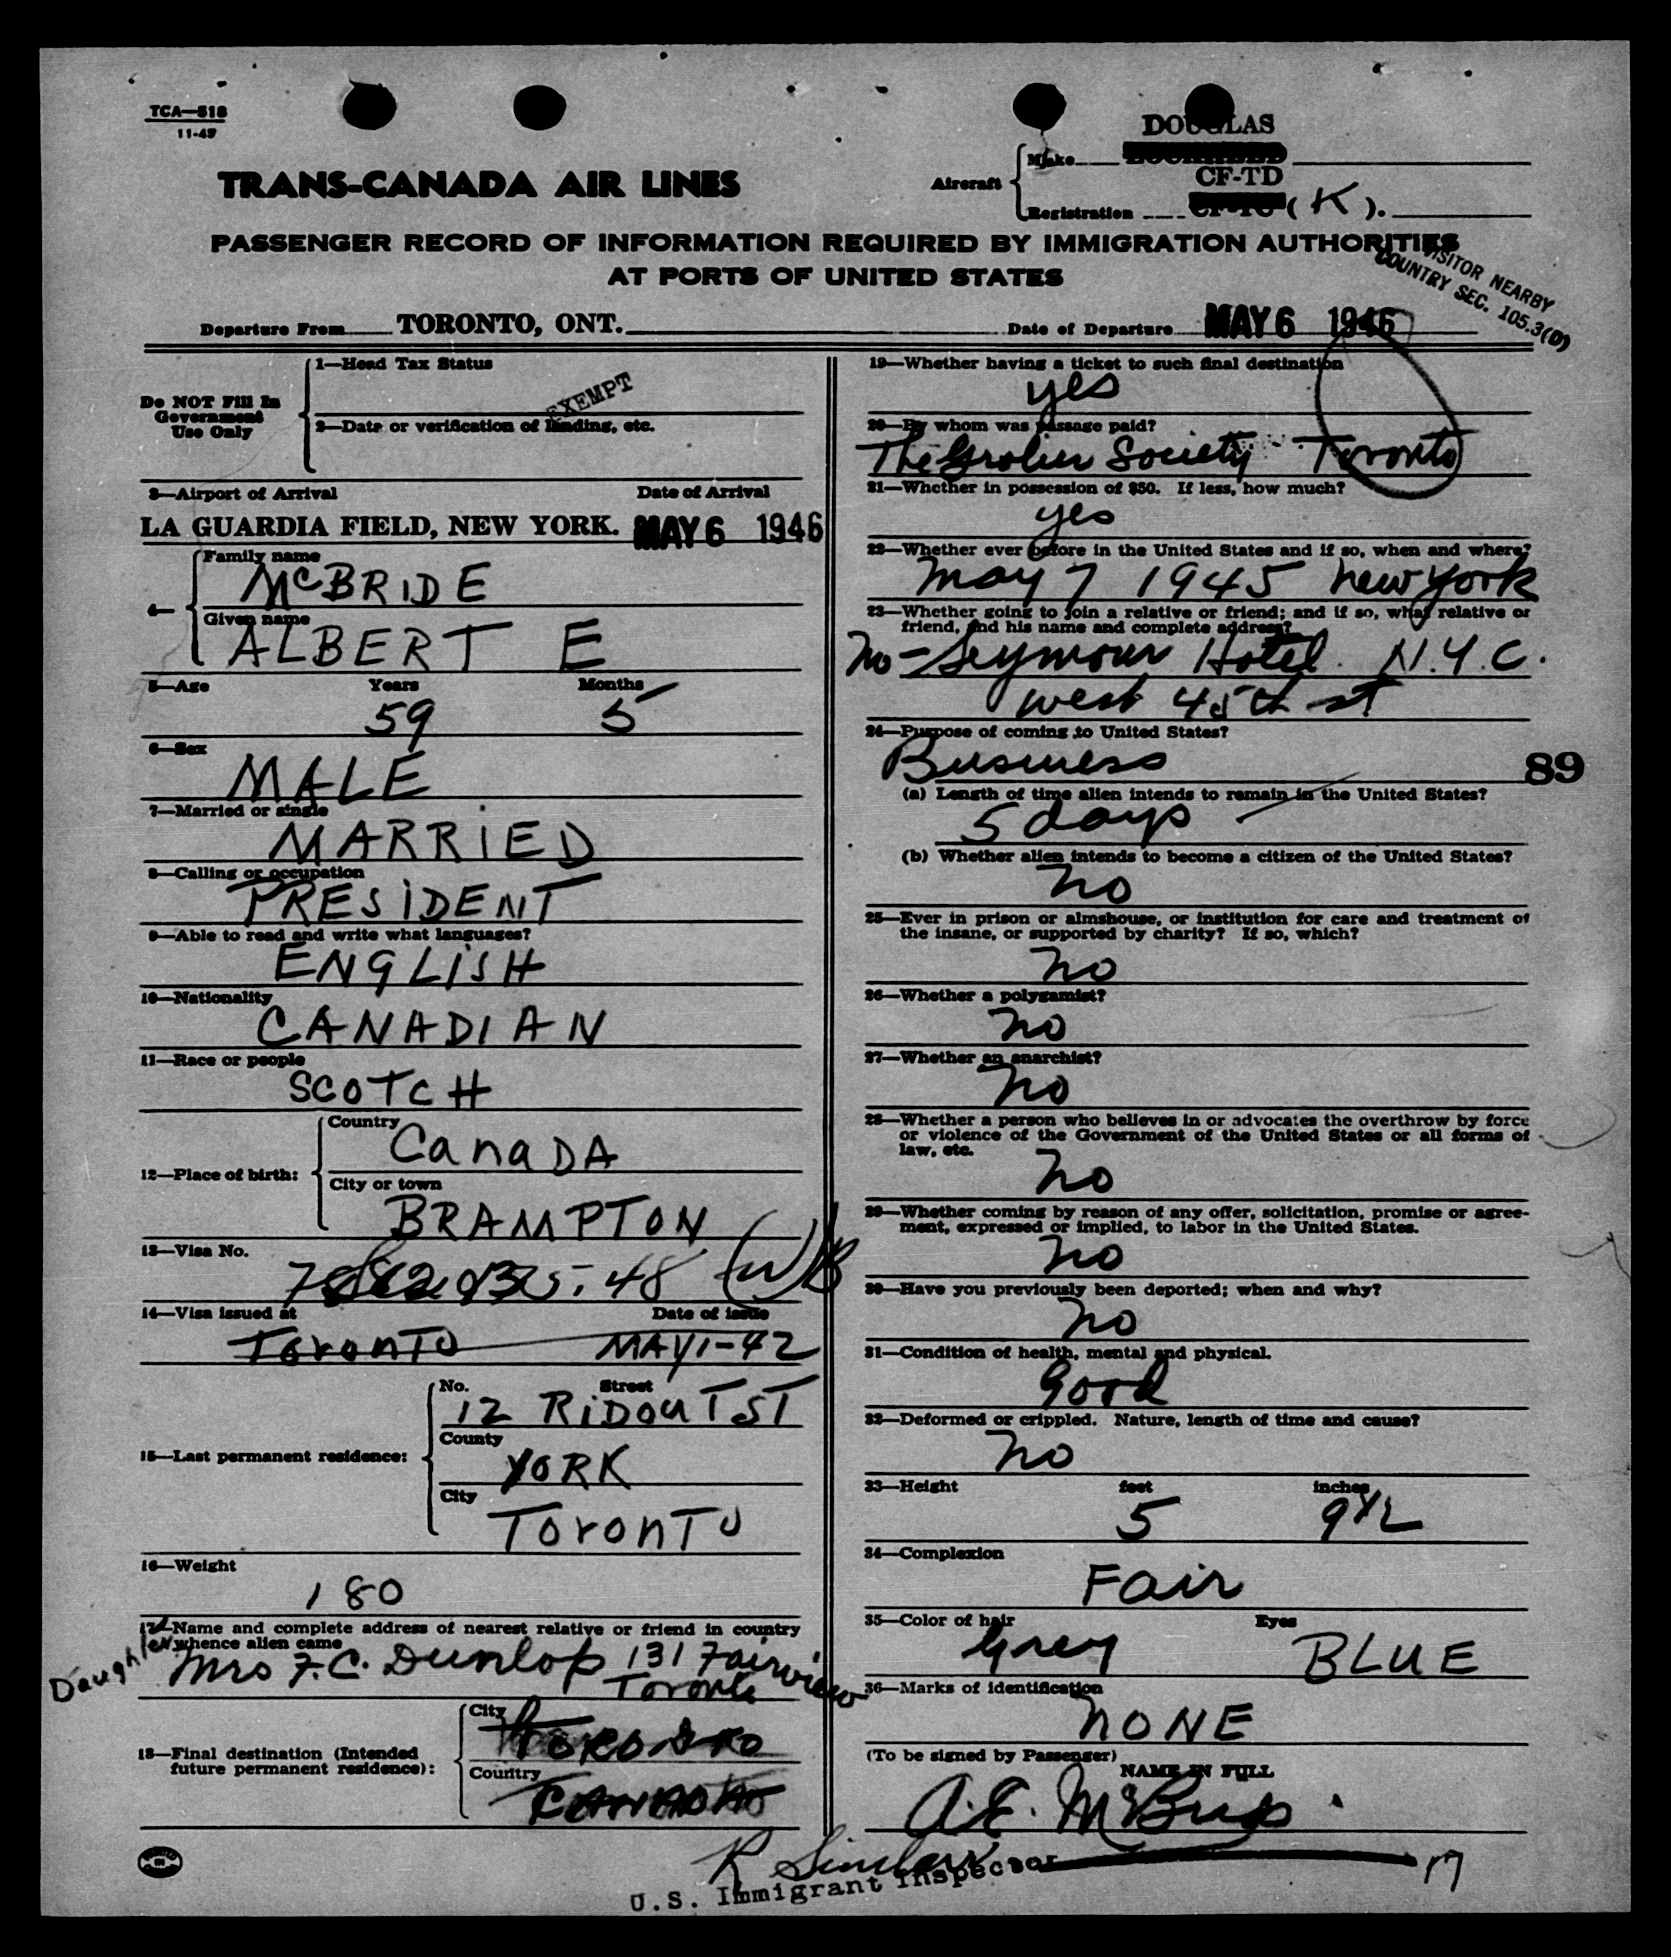 TCA—518
11-45
TRANS-CANADA AIR LINES
DOUGLAS
Aircraft
Make
CF-TD
Registration (K).
PASSENGER RECORD OF INFORMATION REQUIRED BY IMMIGRATION AUTHORITIES
AT PORTS OF UNITED STATES
VISITOR NEARBY
COUNTRY SEC. 105.3(D)
Departure From TORONTO, ONT.
Date of Departure MAY 6 1946
Do NOT Fill In
Government
Use Only
1—Head Tax Status
EXEMPT
2—Date or verification of landing, etc.
3—Airport of Arrival Date of Arrival
LA GUARDIA FIELD, NEW YORK. MAY 6 1946
4—
Family name
McBRIDE
Given name
ALBERT E
5—Age Years Months
59 5
6—Sex
MALE
7—Married or single
MARRIED
8—Calling or occupation
PRESIDENT
9—Able to read and write what languages?
ENGLISH
10—Nationality
CANADIAN
11—Race or people
SCOTCH
12—Place of birth:
Country
CanaDA
City or town
BRAMPTON
13—Visa No.
14—Visa issued at Date of issue
Toronto MAY 1-42
15—Last permanent residence:
No. Street
12 RiDouT ST
County
YORK
City
ToronTo
16—Weight
180
17—Name and complete address of nearest relative or friend in country
whence alien came
Daughter
Mrs F.C. Dunlop 131 Fairview
Toronto
18—Final destination (Intended
future permanent residence):
City
TORONTO
Country
CANADA
19—Whether having a ticket to such final destination
yes
20—By whom was passage paid?
The Grolier Society Toronto
21—Whether in possession of $50. If less, how much?
yes
22—Whether ever before in the United States and if so, when and where?
May 7 1945 new york
23—Whether going to join a relative or friend; and if so, what relative or
friend, and his name and complete address?
No - Seymour Hotel. N.Y.C.
west 45th st
24—Purpose of coming to United States?
Business
89
(a) Length of time alien intends to remain in the United States?
5 days
(b) Whether alien intends to become a citizen of the United States?
no
25—Ever in prison or almshouse, or institution for care and treatment of
the insane, or supported by charity? If so, which?
no
26—Whether a polygamist?
no
27—Whether an anarchist?
no
28—Whether a person who believes in or advocates the overthrow by force
or violence of the Government of the United States or all forms of
law, etc.
no
29—Whether coming by reason of any offer, solicitation, promise or agree-
ment, expressed or implied, to labor in the United States.
no
30—Have you previously been deported; when and why?
no
31—Condition of health, mental and physical.
Good
32—Deformed or crippled. Nature, length of time and cause?
no
33—Height feet inches
5 9 1/2
34—Complexion
Fair
35—Color of hair Eyes
Grey BLUE
36—Marks of identification
NONE
(To be signed by Passenger)
NAME IN FULL
A.E. McBride
R Sinclair
U.S. Immigrant Inspector
17